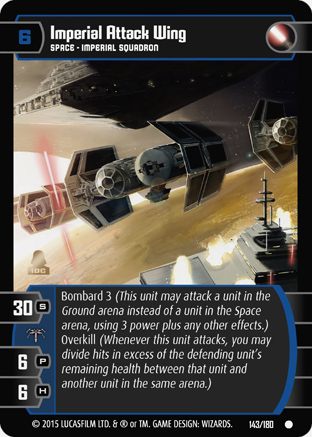 6
Imperial Attack Wing
SPACE • IMPERIAL SQUADRON
IDC
30 S
6 P
6 H
Bombard 3 (This unit may attack a unit in the
Ground arena instead of a unit in the Space
arena, using 3 power plus any other effects.)
Overkill (Whenever this unit attacks, you may
divide hits in excess of the defending unit's
remaining health between that unit and
another unit in the same arena.)
© 2015 LUCASFILM LTD. & ® or TM. GAME DESIGN: WIZARDS. 143/180